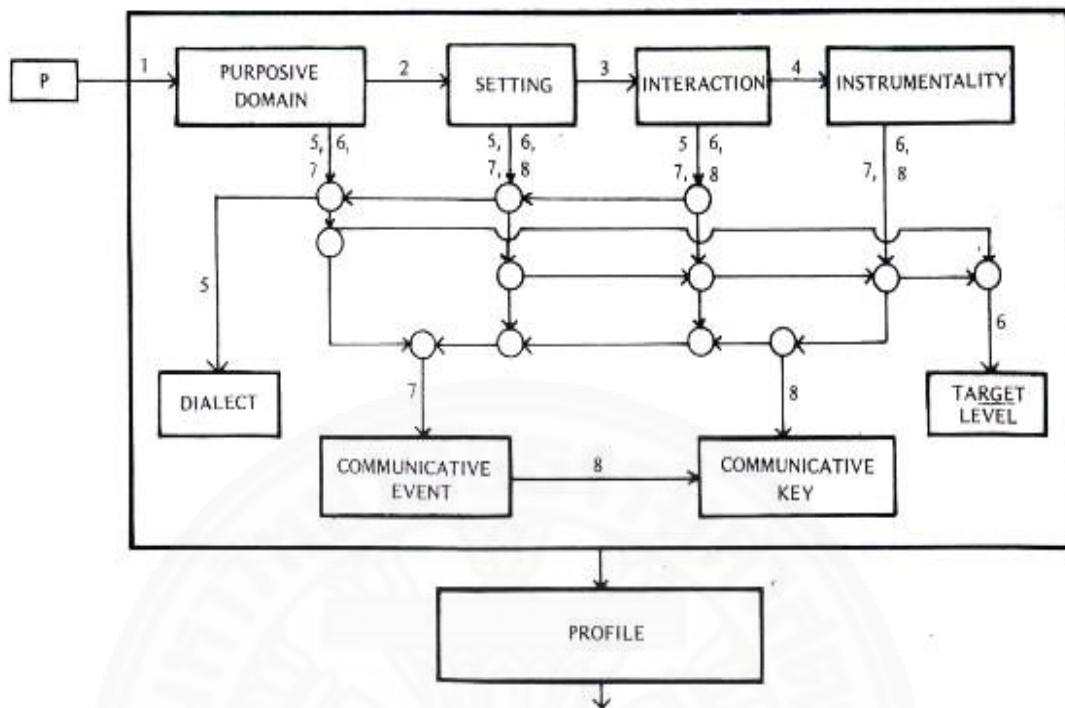 P
1
PURPOSIVE
DOMAIN
2
SETTING
3
INTERACTION
4
INSTRUMENTALITY
5, 6,
7
5, 6,
7, 8
5 6,
7, 8
6,
7, 8
5
6
DIALECT
7
8
TARGET
LEVEL
COMMUNICATIVE
EVENT
8
COMMUNICATIVE
KEY
PROFILE